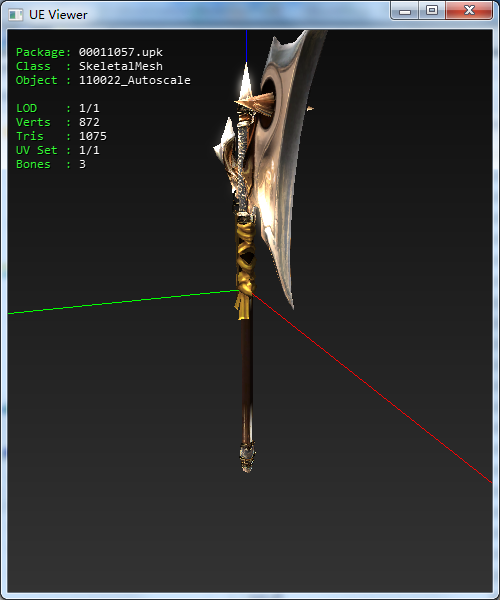 UE Viewer
Package: 00011057.upk
Class  : SkeletalMesh
Object : 110022_Autoscale
LOD    : 1/1
Verts  : 872
Tris   : 1075
UV Set : 1/1
Bones  : 3